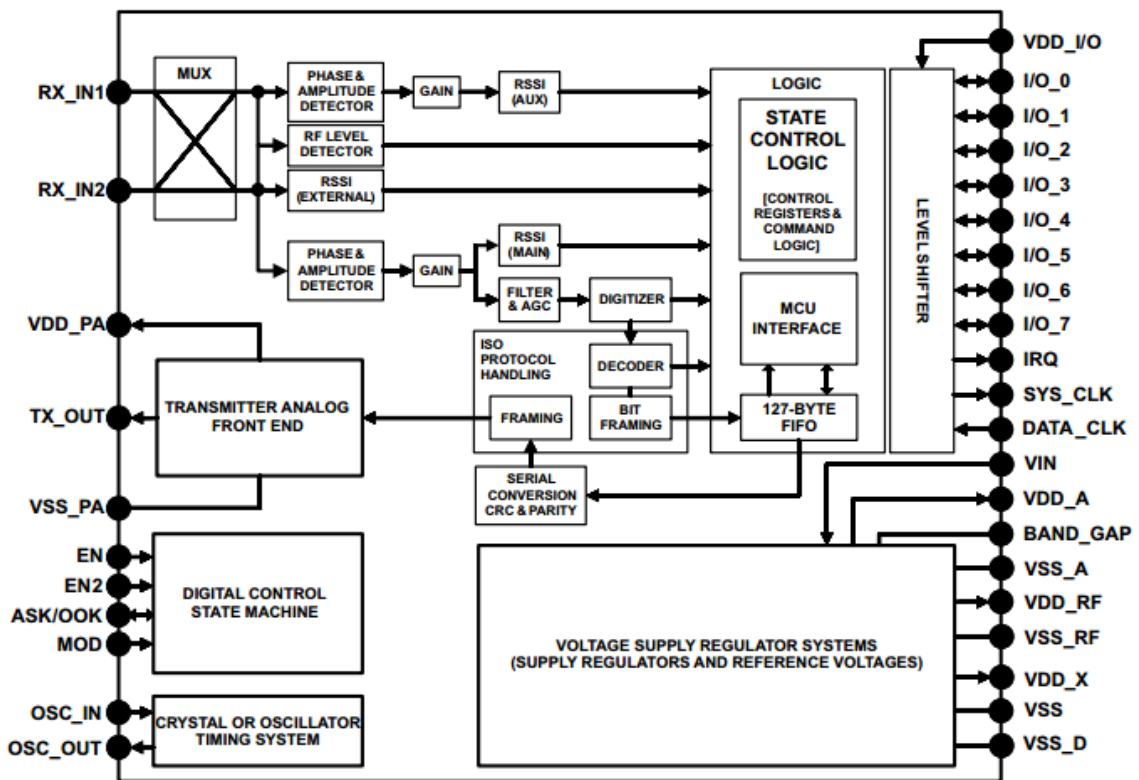 RX_IN1
RX_IN2
VDD_PA
TX_OUT
VSS_PA
EN
EN2
ASK/OOK
MOD
OSC_IN
OSC_OUT
MUX
PHASE &
AMPLITUDE
DETECTOR
GAIN
RSSI
(AUX)
RF LEVEL
DETECTOR
RSSI
(EXTERNAL)
PHASE &
AMPLITUDE
DETECTOR
GAIN
RSSI
(MAIN)
FILTER
& AGC
DIGITIZER
ISO
PROTOCOL
HANDLING
DECODER
BIT
FRAMING
FRAMING
SERIAL
CONVERSION
CRC & PARITY
LOGIC
STATE
CONTROL
LOGIC
[CONTROL
REGISTERS &
COMMAND
LOGIC]
MCU
INTERFACE
127-BYTE
FIFO
LEVEL SHIFTER
TRANSMITTER ANALOG
FRONT END
DIGITAL CONTROL
STATE MACHINE
CRYSTAL OR OSCILLATOR
TIMING SYSTEM
VOLTAGE SUPPLY REGULATOR SYSTEMS
(SUPPLY REGULATORS AND REFERENCE VOLTAGES)
VDD_I/O
I/O_0
I/O_1
I/O_2
I/O_3
I/O_4
I/O_5
I/O_6
I/O_7
IRQ
SYS_CLK
DATA_CLK
VIN
VDD_A
BAND_GAP
VSS_A
VDD_RF
VSS_RF
VDD_X
VSS
VSS_D